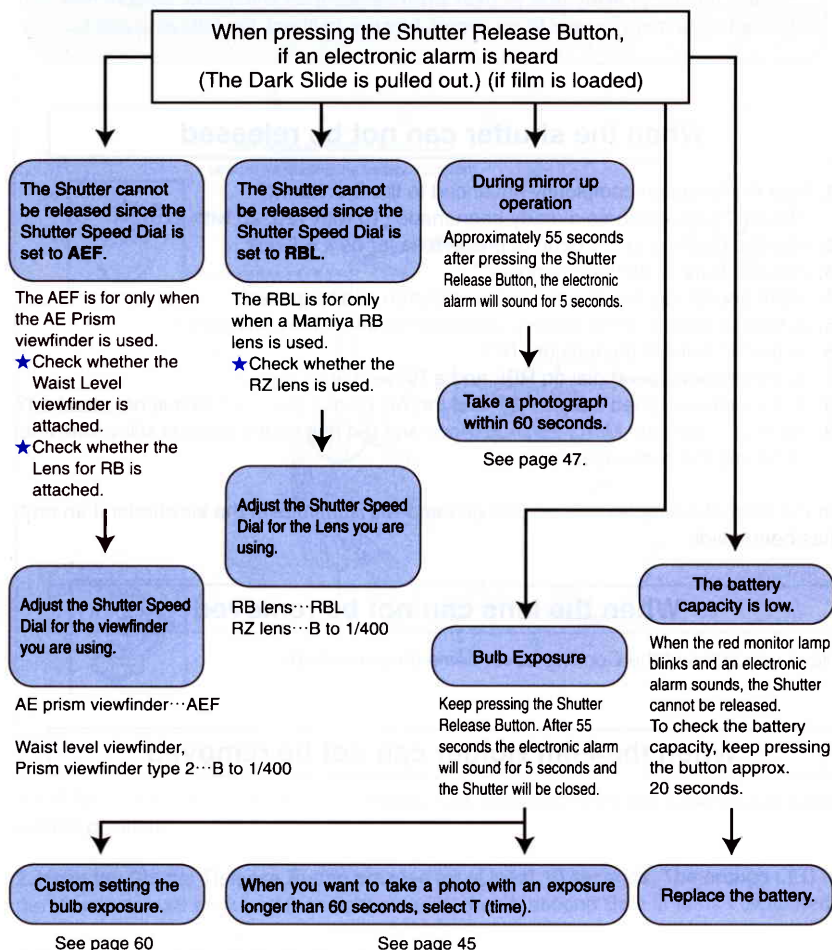 When pressing the Shutter Release Button,
if an electronic alarm is heard
(The Dark Slide is pulled out.) (if film is loaded)
The Shutter cannot
be released since the
Shutter Speed Dial is
set to AEF.
The AEF is for only when
the AE Prism
viewfinder is used.
★Check whether the
Waist Level
viewfinder is
attached.
★Check whether the
Lens for RB is
attached.
Adjust the Shutter Speed
Dial for the viewfinder
you are using.
AE prism viewfinder···AEF
Waist level viewfinder,
Prism viewfinder type 2···B to 1/400
The Shutter cannot
be released since the
Shutter Speed Dial is
set to RBL.
The RBL is for only
when a Mamiya RB
lens is used.
★Check whether the
RZ lens is used.
Adjust the Shutter Speed
Dial for the Lens you are
using.
RB lens···RBL
RZ lens···B to 1/400
During mirror up
operation
Approximately 55 seconds
after pressing the Shutter
Release Button, the electronic
alarm will sound for 5 seconds.
Take a photograph
within 60 seconds.
See page 47.
Bulb Exposure
Keep pressing the Shutter
Release Button. After 55
seconds the electronic alarm
will sound for 5 seconds and
the Shutter will be closed.
Custom setting the
bulb exposure.
See page 60
When you want to take a photo with an exposure
longer than 60 seconds, select T (time).
See page 45
The battery
capacity is low.
When the red monitor lamp
blinks and an electronic
alarm sounds, the Shutter
cannot be released.
To check the battery
capacity, keep pressing
the button approx.
20 seconds.
Replace the battery.